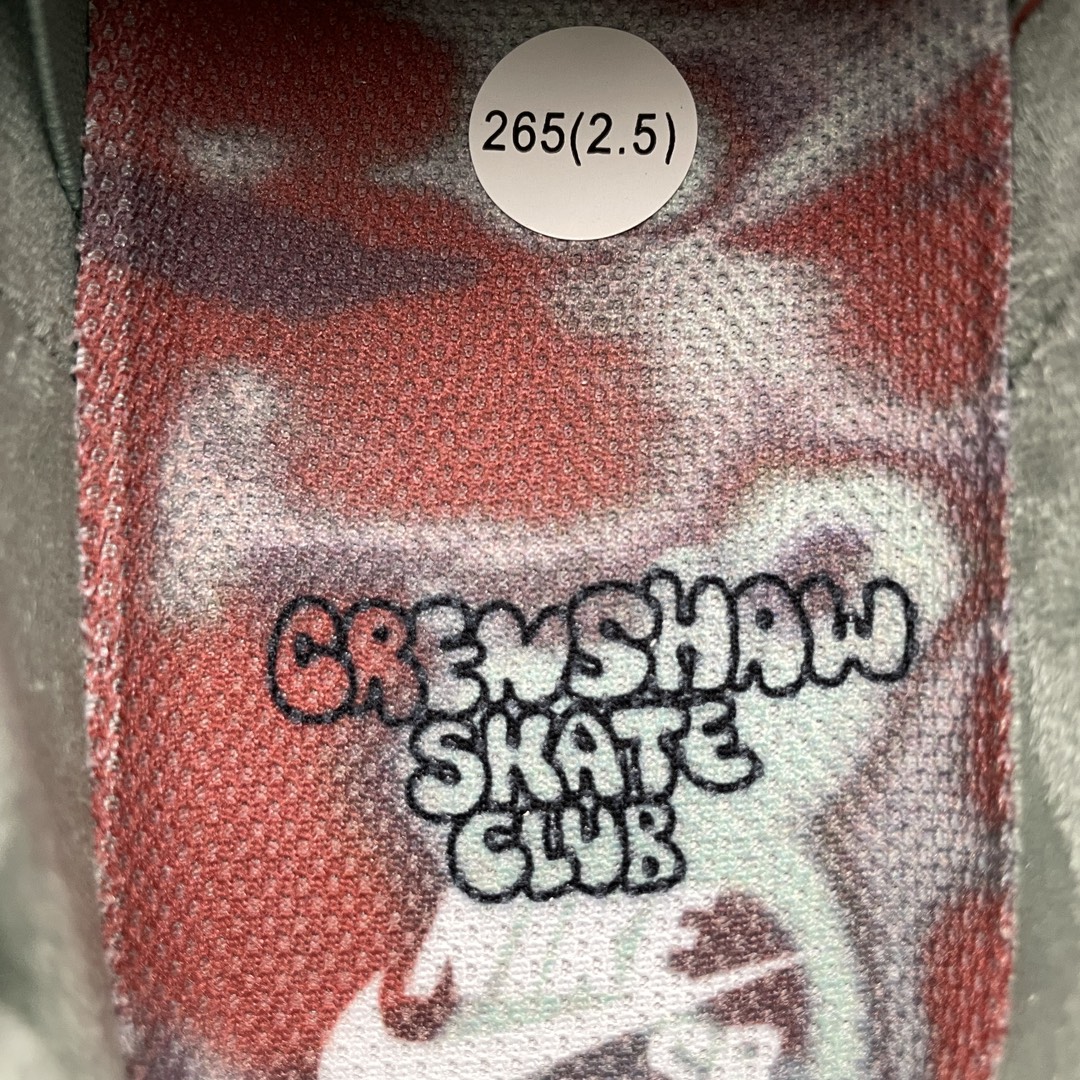 265(2.5)
CRENSHAW
SKATE
CLUB